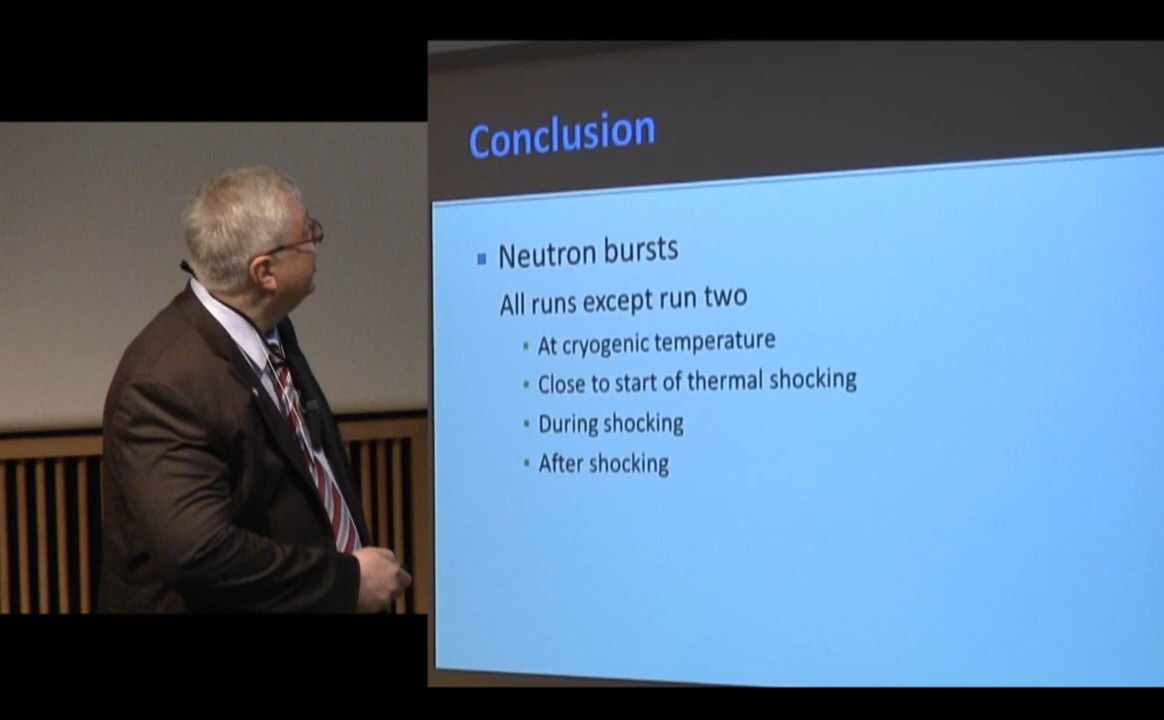 Conclusion
Neutron bursts
All runs except run two
At cryogenic temperature
Close to start of thermal shocking
During shocking
After shocking